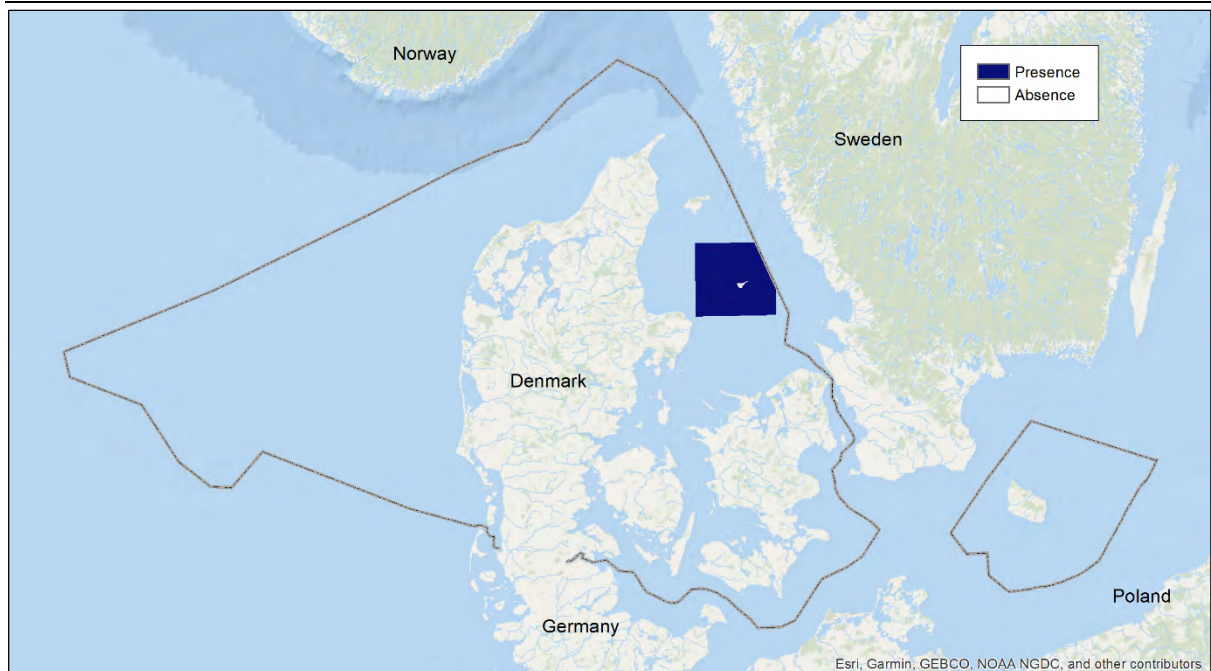 Norway
Presence
Absence
Sweden
Denmark
Poland
Germany
Esri, Garmin, GEBCO, NOAA NGDC, and other contributors